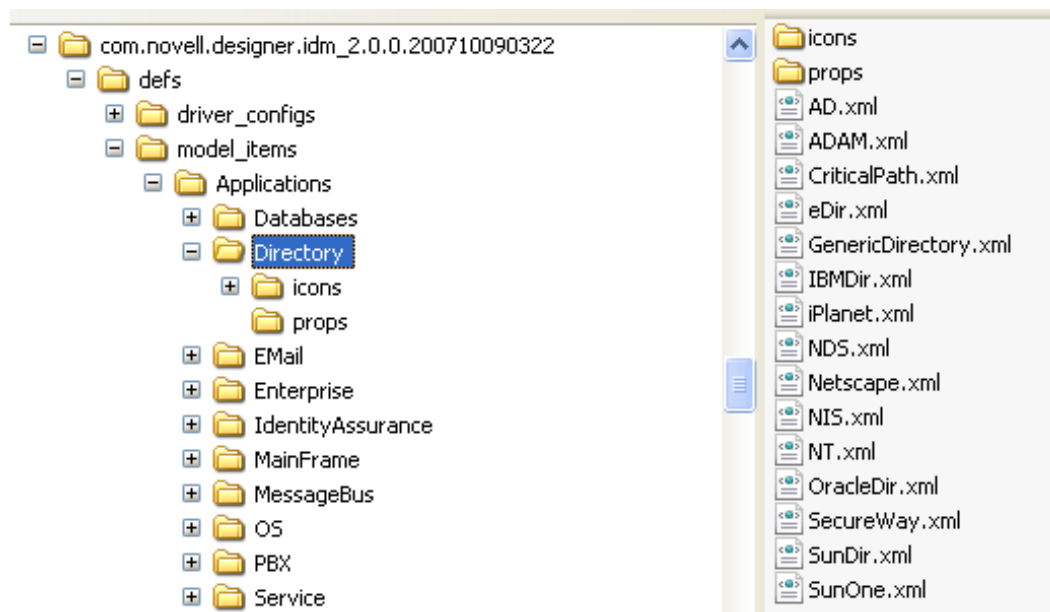 com.novell.designer.idm_2.0.0.200710090322
defs
driver_configs
model_items
Applications
Databases
Directory
icons
props
EMail
Enterprise
IdentityAssurance
MainFrame
MessageBus
OS
PBX
Service
icons
props
AD.xml
ADAM.xml
CriticalPath.xml
eDir.xml
GenericDirectory.xml
IBMDir.xml
iPlanet.xml
NDS.xml
Netscape.xml
NIS.xml
NT.xml
OracleDir.xml
SecureWay.xml
SunDir.xml
SunOne.xml